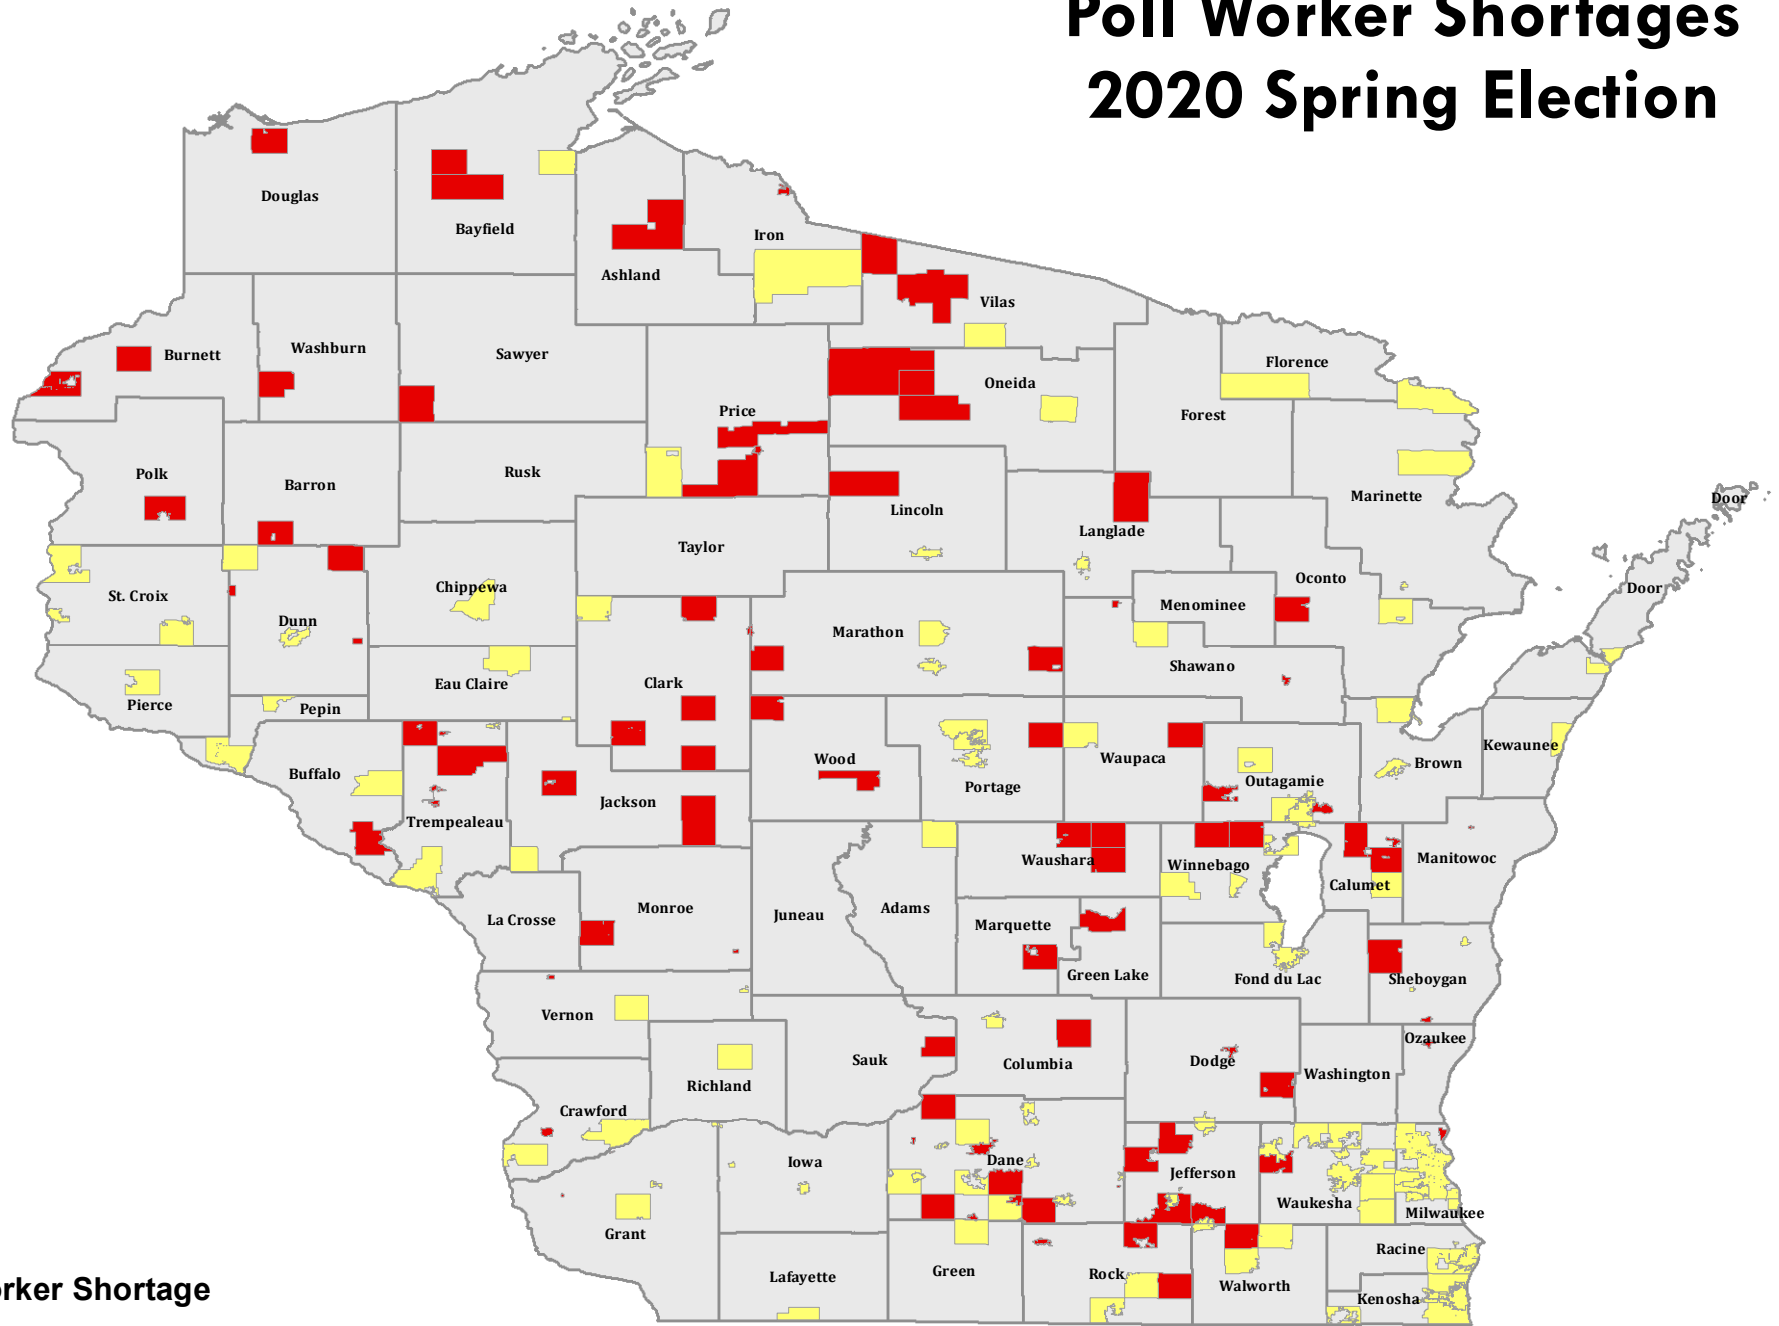 Poll Worker Shortages
2020 Spring Election
Douglas
Bayfield
Ashland
Iron
Vilas
Burnett
Washburn
Sawyer
Price
Oneida
Forest
Florence
Polk
Barron
Rusk
Lincoln
Langlade
Marinette
Door
Taylor
St. Croix
Dunn
Chippewa
Marathon
Menominee
Oconto
Door
Pierce
Pepin
Eau Claire
Clark
Shawano
Buffalo
Trempealeau
Jackson
Wood
Portage
Waupaca
Outagamie
Brown
Kewaunee
La Crosse
Monroe
Juneau
Adams
Waushara
Winnebago
Calumet
Manitowoc
Marquette
Green Lake
Fond du Lac
Sheboygan
Vernon
Richland
Sauk
Columbia
Dodge
Washington
Ozaukee
Crawford
Grant
Iowa
Dane
Jefferson
Waukesha
Milwaukee
Lafayette
Green
Rock
Walworth
Racine
Kenosha
rker Shortage